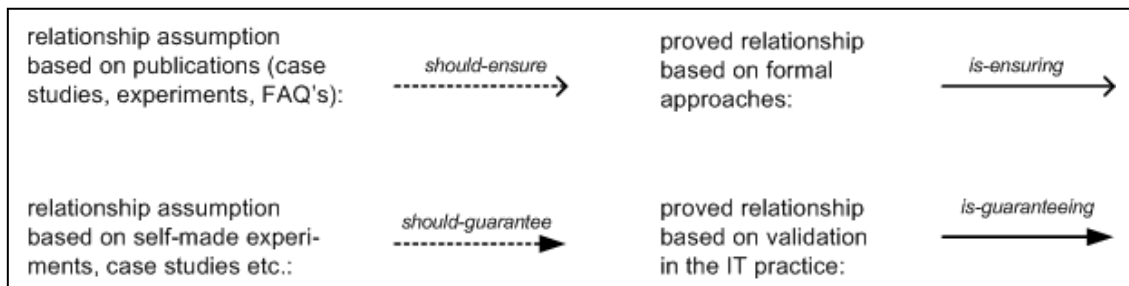 relationship assumption
based on publications (case
studies, experiments, FAQ's):
should-ensure
proved relationship
based on formal
approaches:
is-ensuring
relationship assumption
based on self-made experi-
ments, case studies etc.:
should-guarantee
proved relationship
based on validation
in the IT practice:
is-guaranteeing